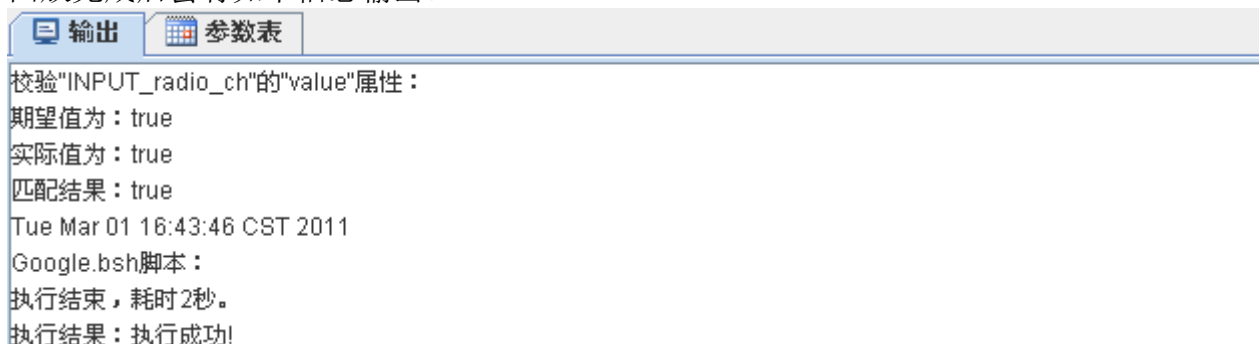 输出 参数表
校验"INPUT_radio_ch"的"value"属性：
期望值为：true
实际值为：true
匹配结果：true
Tue Mar 01 16:43:46 CST 2011
Google.bsh脚本：
执行结束，耗时2秒。
执行结果：执行成功!